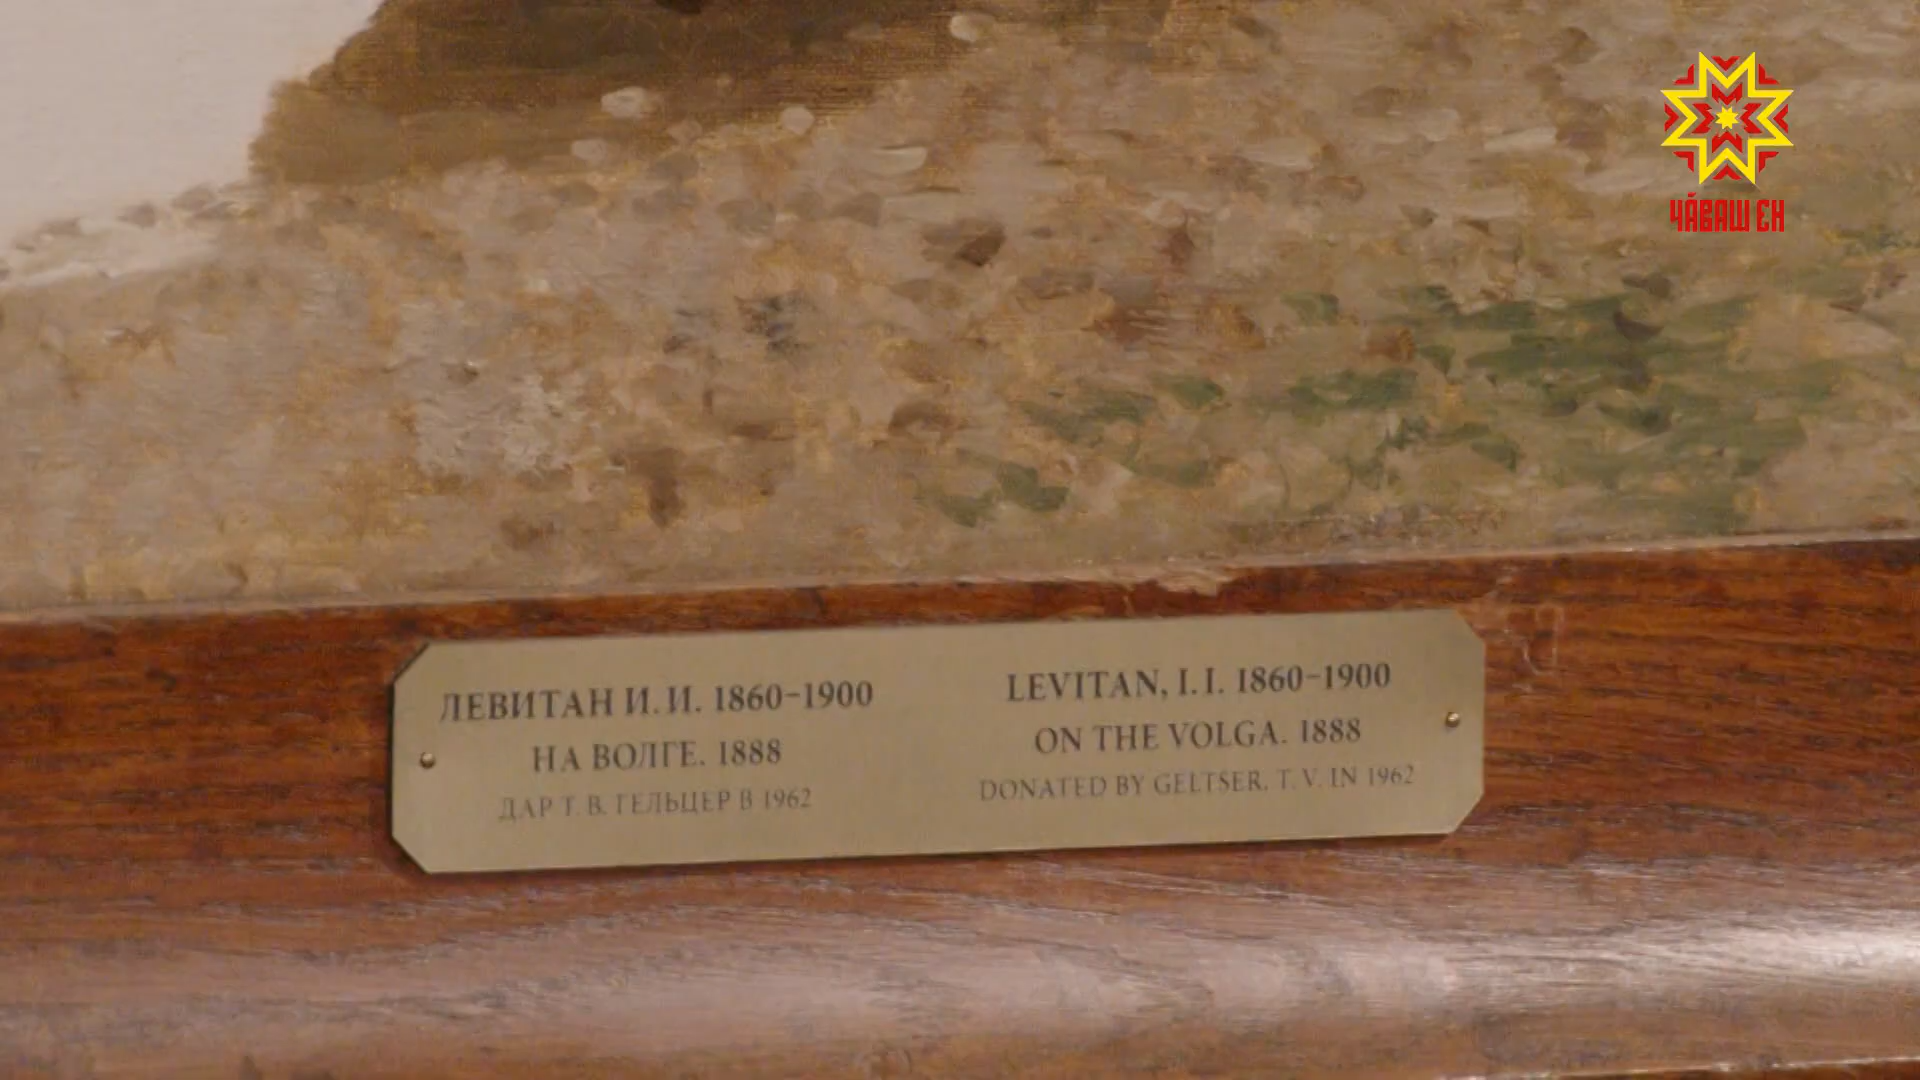 ЧӐВАШ ЕН
ЛЕВИТАН И. И. 1860–1900
НА ВОЛГЕ. 1888
ДАР Т. В. ГЕЛЬЦЕР В 1962
LEVITAN, I. I. 1860–1900
ON THE VOLGA. 1888
DONATED BY GELTSER, T. V. IN 1962